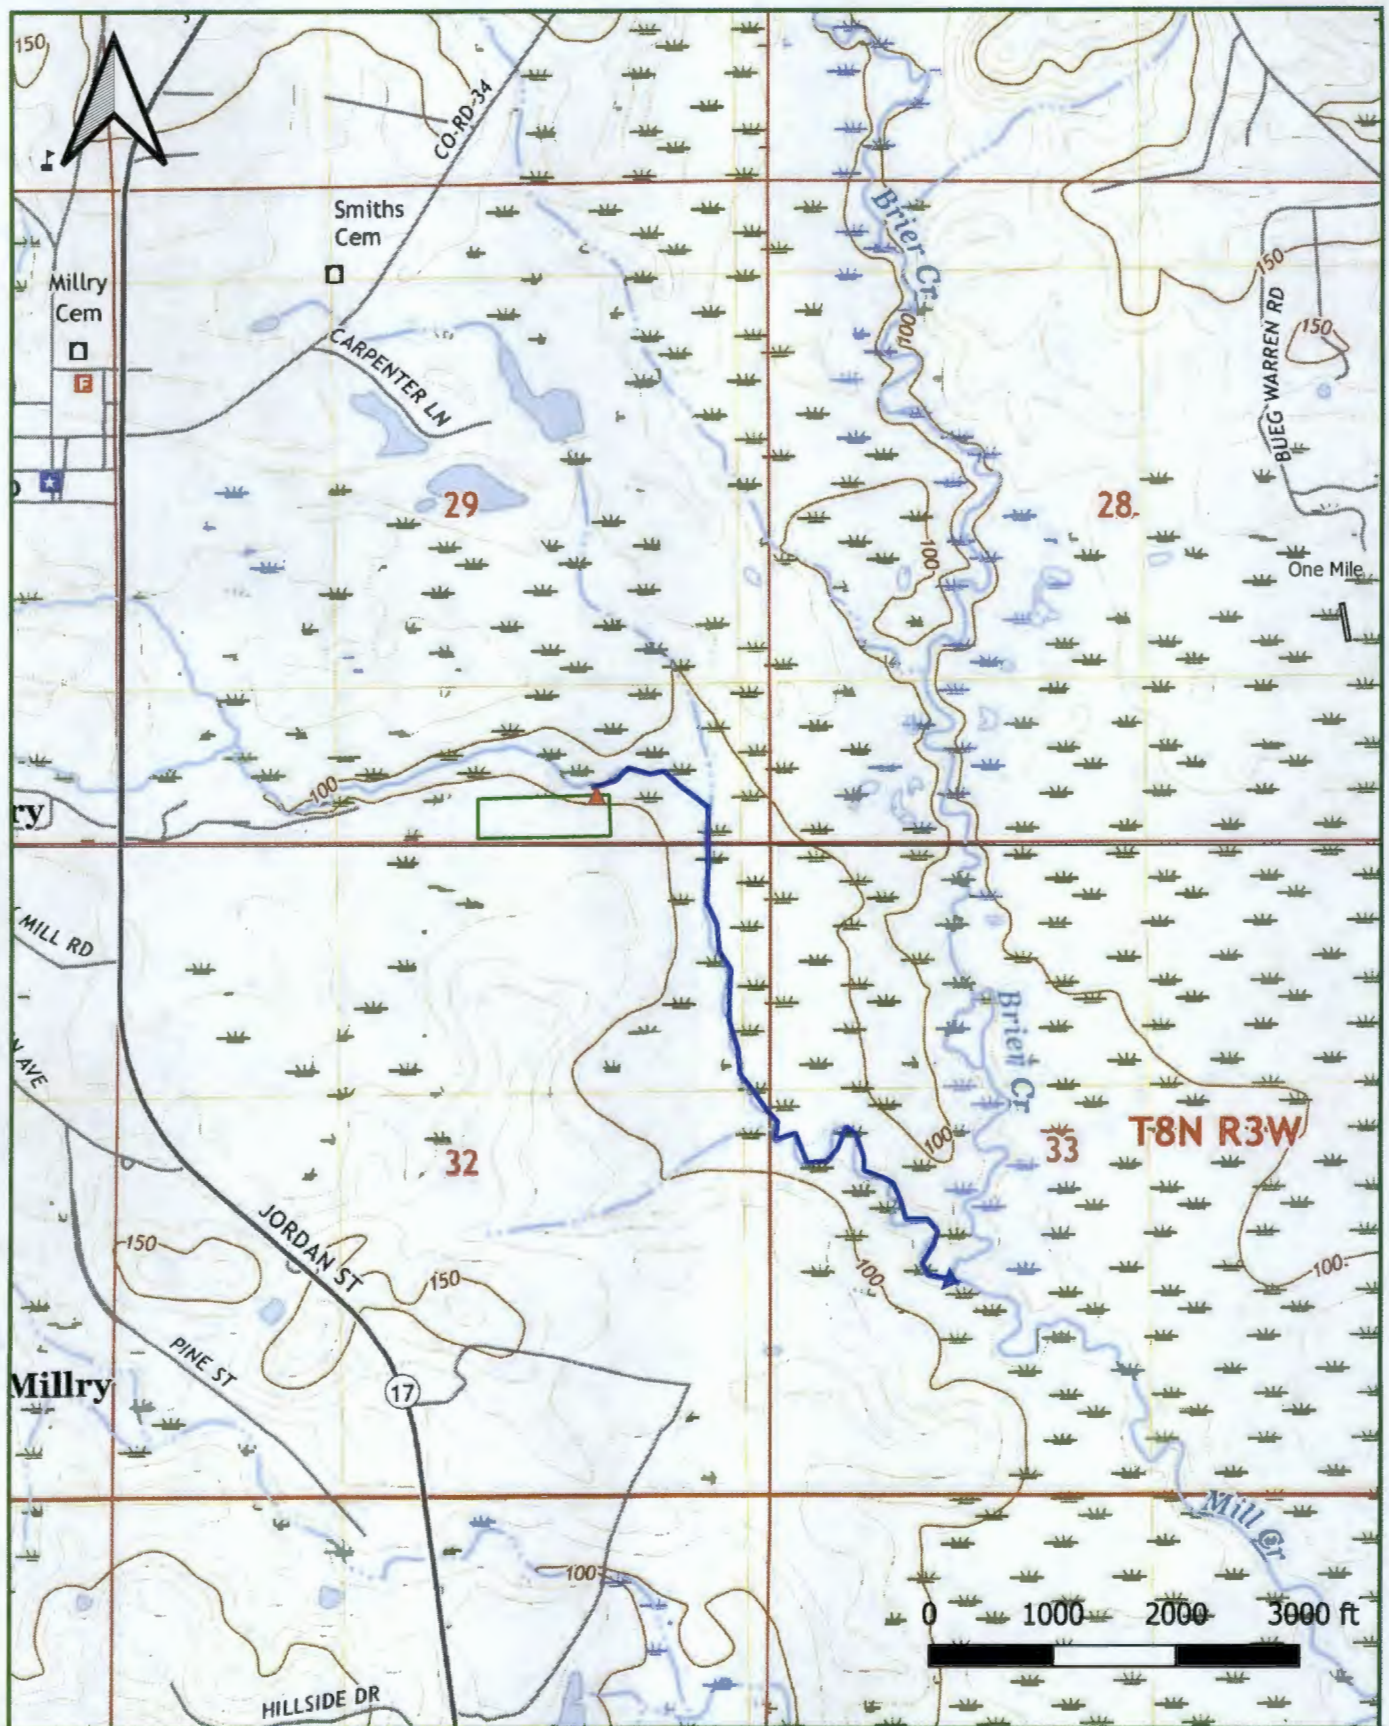 150
CO-RD-34
Smiths
Cem
Brier Cr
Millry
Cem
150
100
BUEG WARREN RD
150
CARPENTER LN
F
29
28
100
One Mile
100
ry
MILL RD
Brier Cr
AVE
T8N R3W
100
33
32
JORDAN ST
150
150
100
100
PINE ST
17
Millry
Mill Cr
100
0 1000 2000 3000 ft
HILLSIDE DR